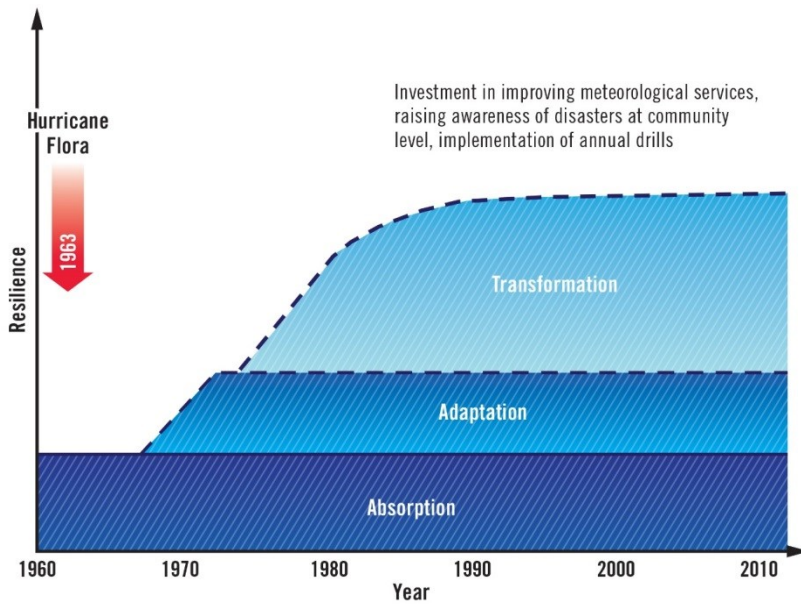 Investment in improving meteorological services,
raising awareness of disasters at community
level, implementation of annual drills
Hurricane
Flora
1963
Resilience
Transformation
Adaptation
Absorption
1960 1970 1980 1990 2000 2010
Year